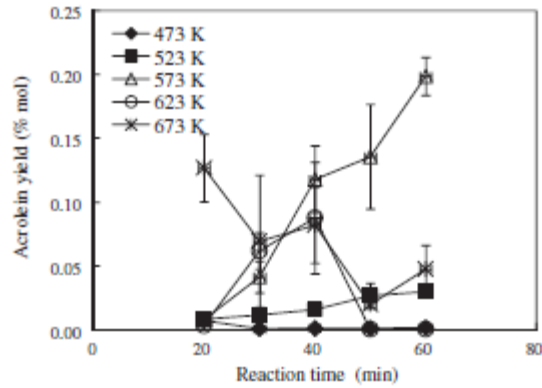 0.25
0.20
0.15
0.10
0.05
0.00
Acrolein yield (% mol)
473 K
523 K
573 K
623 K
673 K
0 20 40 60 80
Reaction time (min)